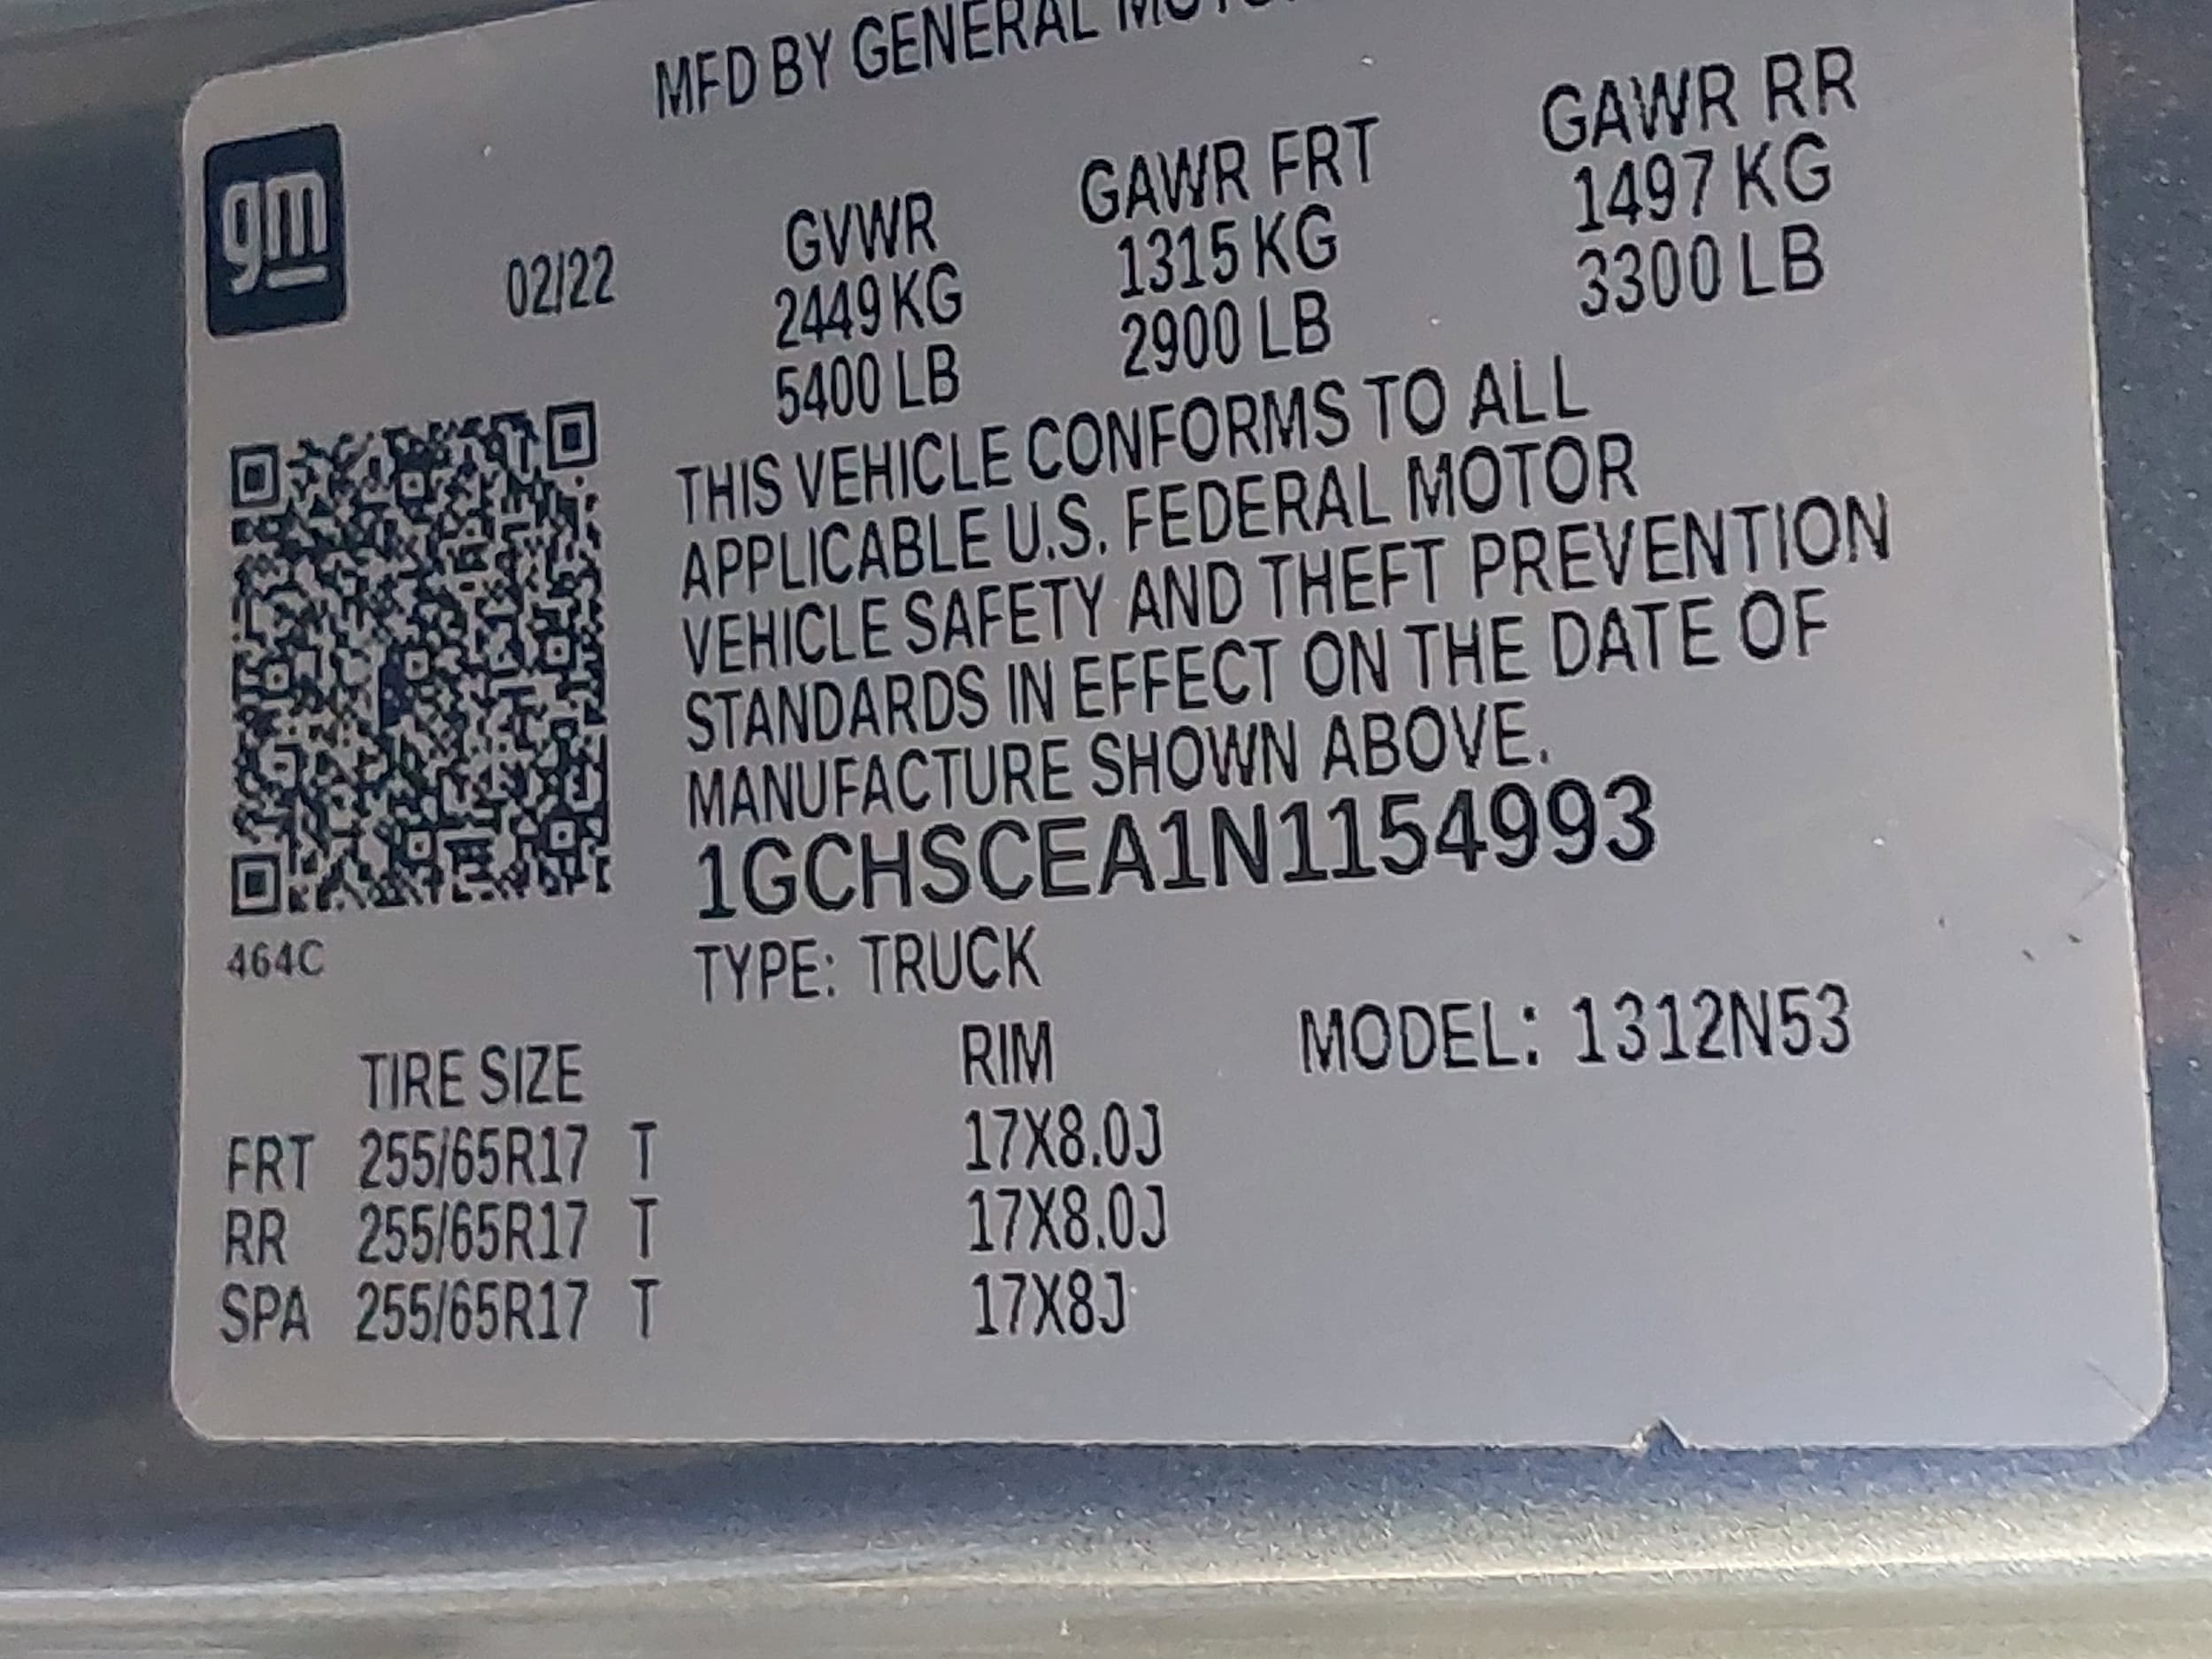 MFD BY GENERAL
gm
02/22
GVWR GAWR FRT GAWR RR
2449 KG 1315 KG 1497 KG
5400 LB 2900 LB 3300 LB
THIS VEHICLE CONFORMS TO ALL
APPLICABLE U.S. FEDERAL MOTOR
VEHICLE SAFETY AND THEFT PREVENTION
STANDARDS IN EFFECT ON THE DATE OF
MANUFACTURE SHOWN ABOVE.
1GCHSCEA1N1154993
464C
TYPE: TRUCK MODEL: 1312N53
TIRE SIZE RIM
FRT 255/65R17 T 17X8.0J
RR 255/65R17 T 17X8.0J
SPA 255/65R17 T 17X8J